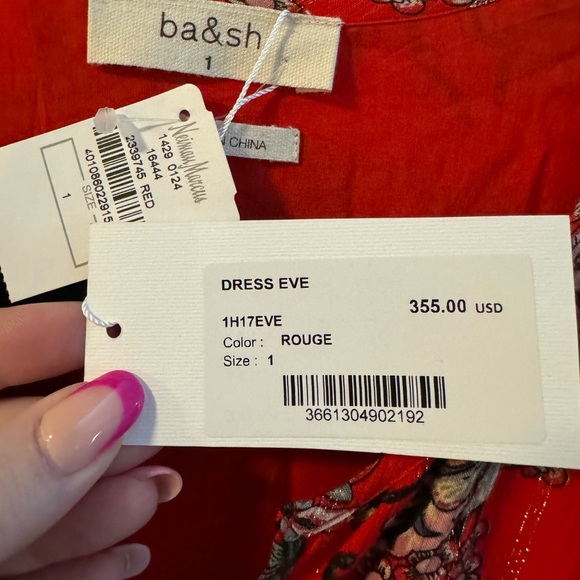 ba&sh
1
CHINA
Neiman Marcus
1429 0124
16444
2339745 RED
401086022915
SIZE
1
DRESS EVE
355.00 USD
1H17EVE
Color : ROUGE
Size : 1
3661304902192